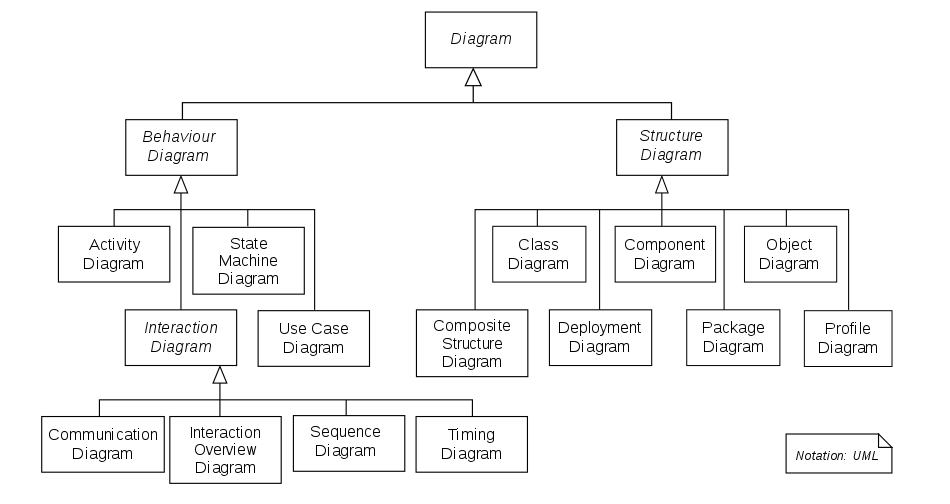 Diagram
Behaviour
Diagram
Structure
Diagram
Activity
Diagram
State
Machine
Diagram
Class
Diagram
Component
Diagram
Object
Diagram
Interaction
Diagram
Use Case
Diagram
Composite
Structure
Diagram
Deployment
Diagram
Package
Diagram
Profile
Diagram
Communication
Diagram
Interaction
Overview
Diagram
Sequence
Diagram
Timing
Diagram
Notation: UML